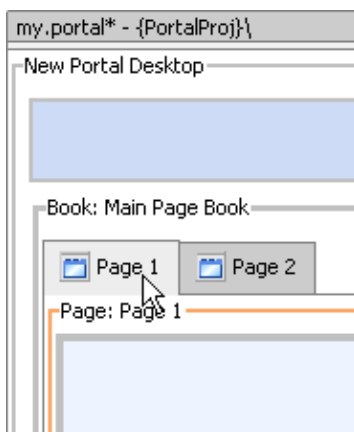 my.portal* - {PortalProj}\
New Portal Desktop
Book: Main Page Book
Page 1 Page 2
Page: Page 1